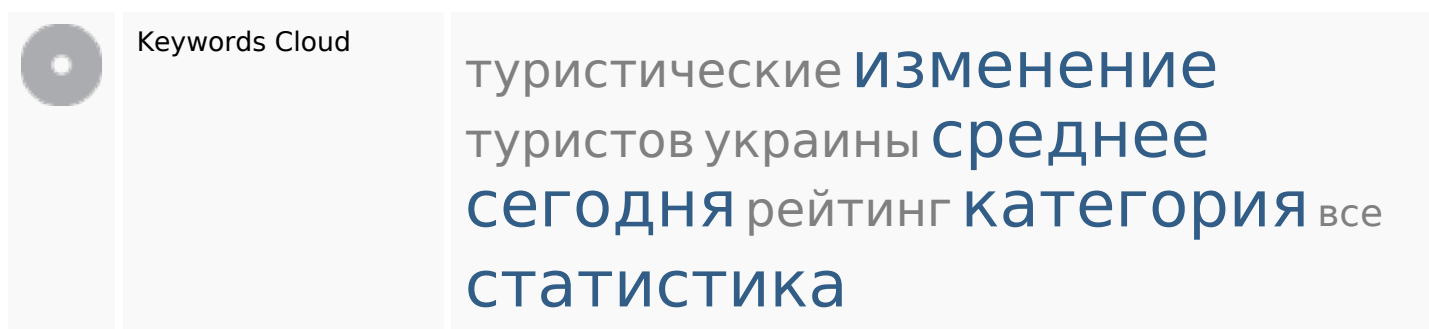 Keywords Cloud
туристические изменение
туристов украины среднее
сегодня рейтинг категория все
статистика